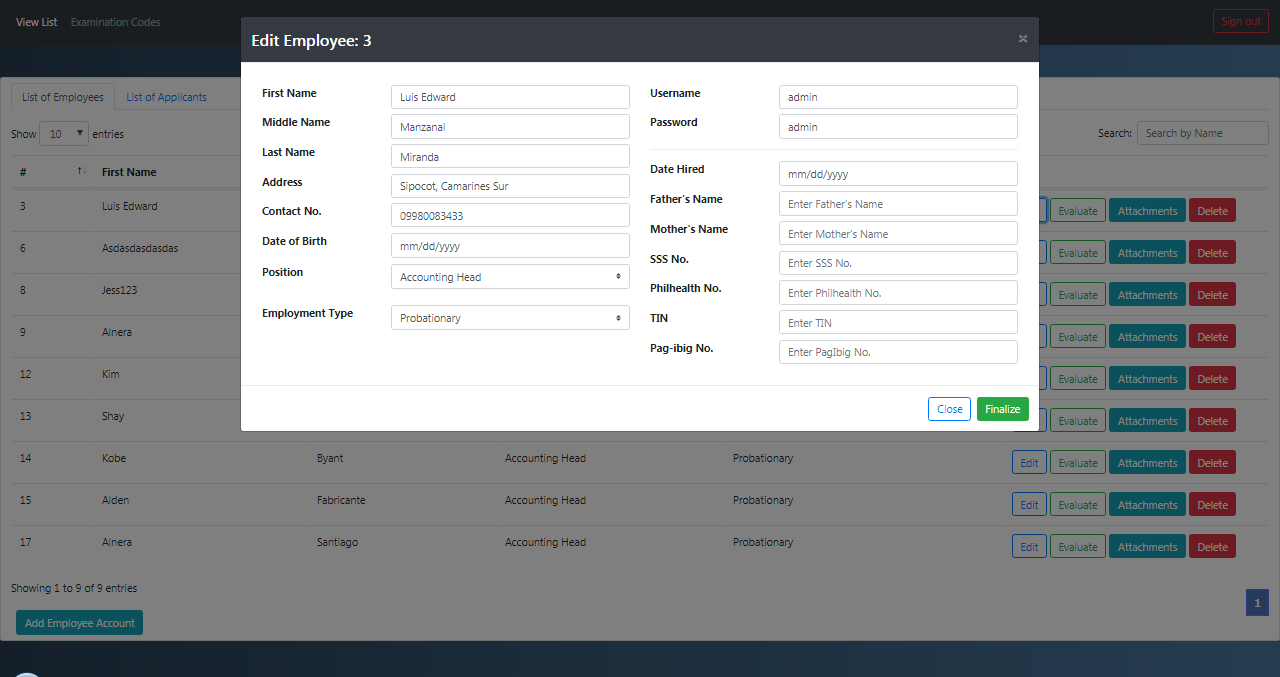 View List Examination Codes Sign out
Edit Employee: 3 ×
List of Employees List of Applicants
Show 10 entries Search: Search by Name
# First Name
3 Luis Edward Evaluate Attachments Delete
6 Asdasdasdasdas Evaluate Attachments Delete
8 Jess123 Evaluate Attachments Delete
9 Alnera Evaluate Attachments Delete
12 Kim Evaluate Attachments Delete
13 Shay Evaluate Attachments Delete
14 Kobe Byant Accounting Head Probationary Edit Evaluate Attachments Delete
15 Alden Fabricante Accounting Head Probationary Edit Evaluate Attachments Delete
17 Alnera Santiago Accounting Head Probationary Edit Evaluate Attachments Delete
Showing 1 to 9 of 9 entries
1
Add Employee Account
First Name Luis Edward
Middle Name Manzanal
Last Name Miranda
Address Sipocot, Camarines Sur
Contact No. 09980083433
Date of Birth mm/dd/yyyy
Position Accounting Head
Employment Type Probationary
Username admin
Password admin
Date Hired mm/dd/yyyy
Father's Name Enter Father's Name
Mother's Name Enter Mother's Name
SSS No. Enter SSS No.
Philhealth No. Enter Philhealth No.
TIN Enter TIN
Pag-ibig No. Enter PagIbig No.
Close Finalize